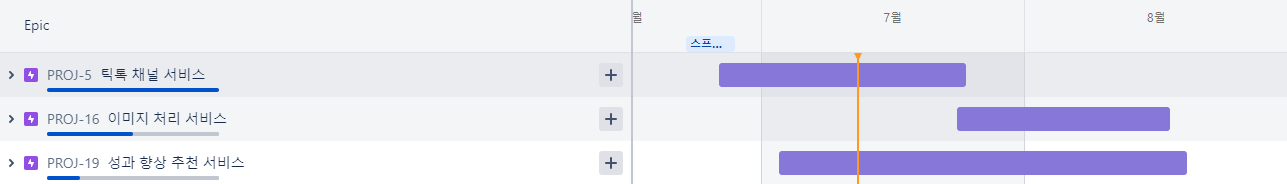 Epic
월
7월
8월
스프...
PROJ-5 틱톡 채널 서비스
PROJ-16 이미지 처리 서비스
PROJ-19 성과 향상 추천 서비스